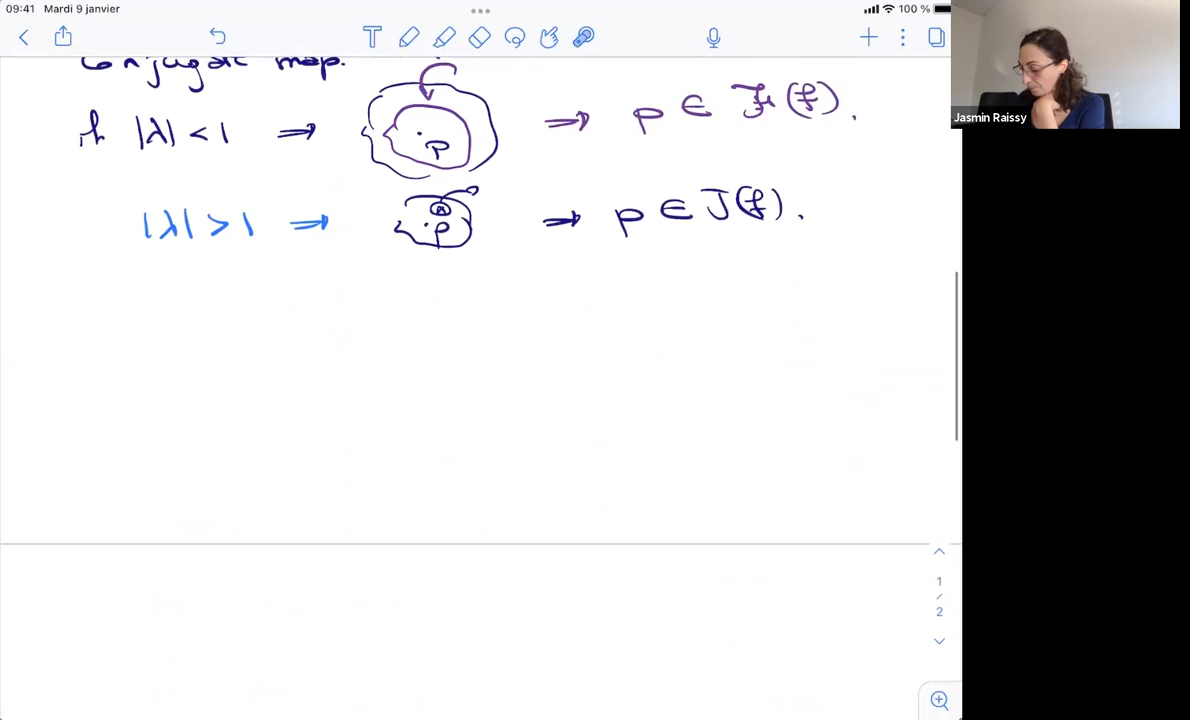 09:41 Mardi 9 janvier
100 %
Conjugate map.
if |λ| < 1 ⇒ p ⇒ p ∈ ℱ(f).
|λ| > 1 ⇒ p ⇒ p ∈ J(f).
Jasmin Raissy
1
/
2